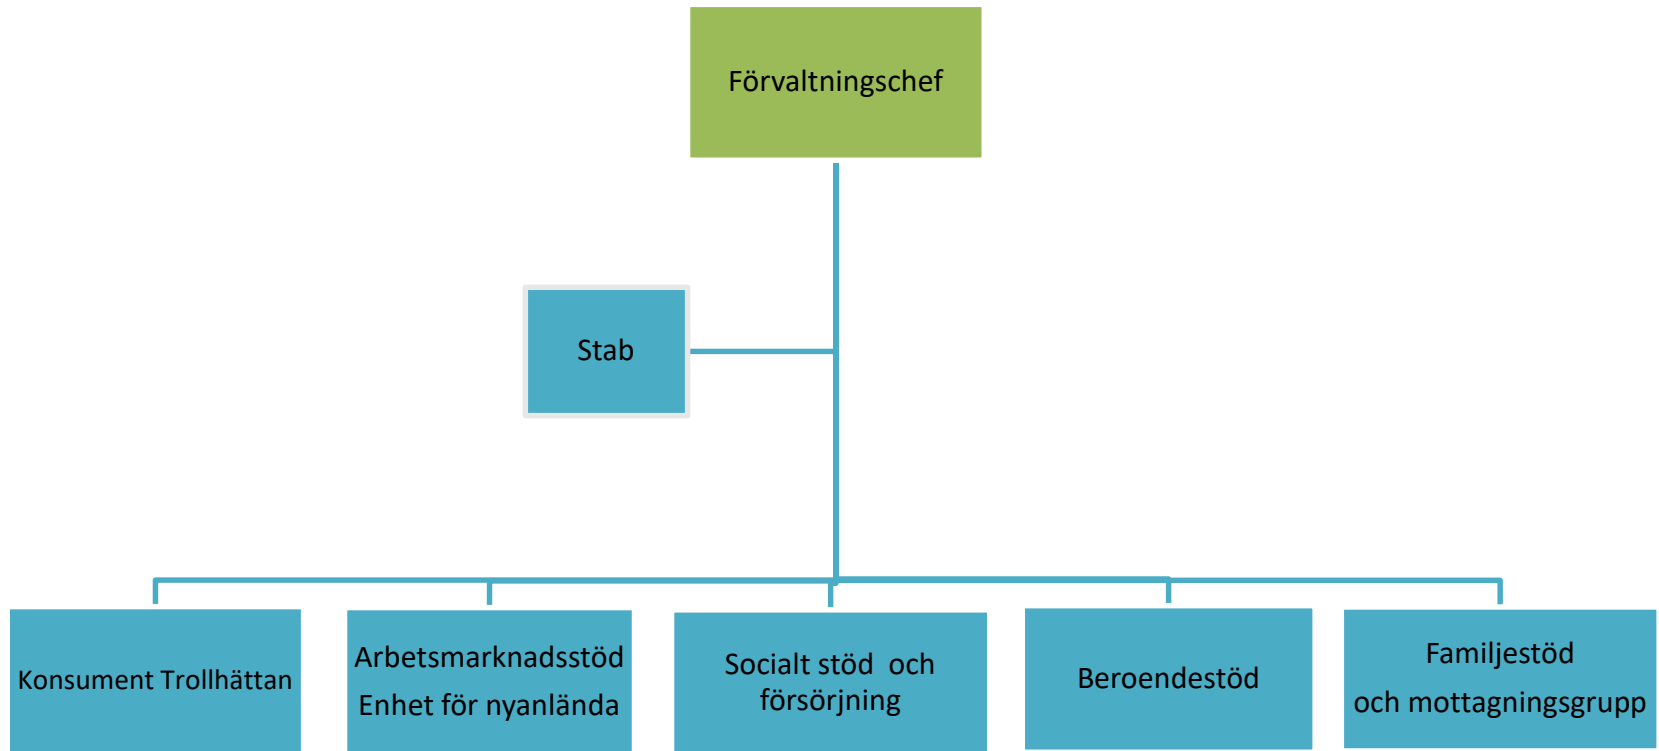 Förvaltningschef
Stab
Konsument Trollhättan
Arbetsmarknadsstöd
Enhet för nyanlända
Socialt stöd och
försörjning
Beroendestöd
Familjestöd
och mottagningsgrupp